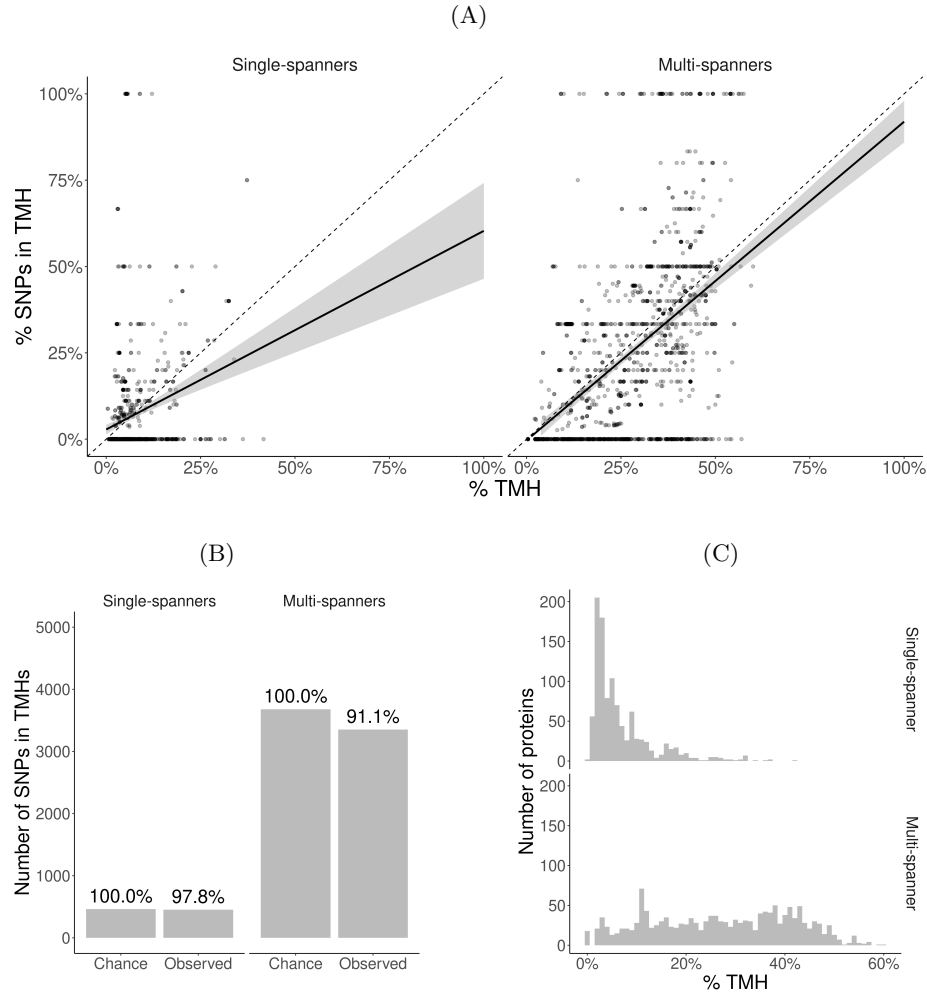 (A)
Single-spanners Multi-spanners
% SNPs in TMH
100%
75%
50%
25%
0%
0% 25% 50% 75% 100% 0% 25% 50% 75% 100%
% TMH
(B)
Single-spanners Multi-spanners
Number of SNPs in TMHs
5000
4000
3000
2000
1000
0
100.0% 97.8% 100.0% 91.1%
Chance Observed Chance Observed
(C)
Number of proteins
200
150
100
50
0
Single-spanner
200
150
100
50
0
Multi-spanner
0% 20% 40% 60%
% TMH